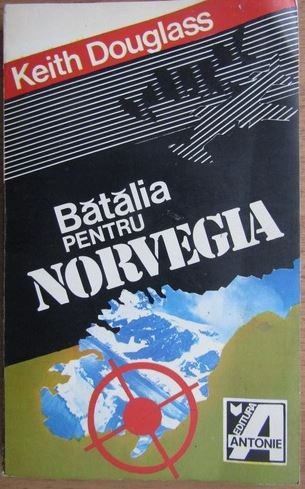 Keith Douglass
Bătălia
PENTRU
NORVEGIA
EDITURA
A
ANTONIE